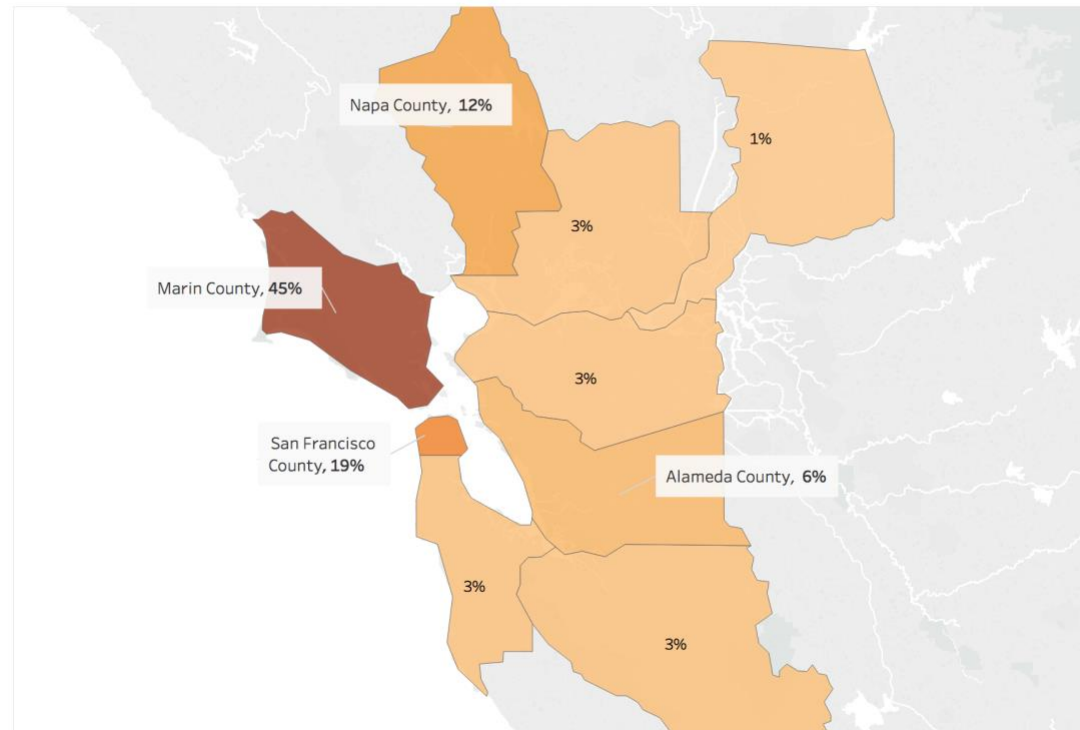 Napa County, 12%
1%
3%
Marin County, 45%
3%
San Francisco
County, 19%
Alameda County, 6%
3%
3%